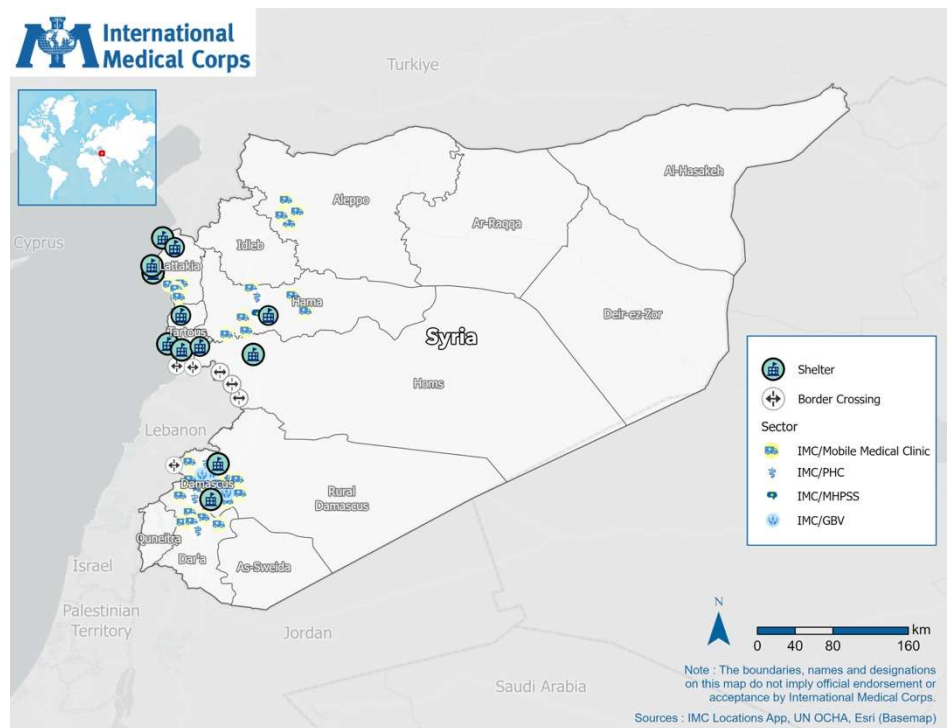 International
Medical Corps
Turkiye
Cyprus
Al-Hasakeh
Aleppo
Ar-Raqqa
Idleb
Lattakia
Hama
Deir-ez-Zor
Tartous
Syria
Homs
Lebanon
Damascus
Rural
Damascus
Quneitra
Dar'a
As-Sweida
Israel
Palestinian
Territory
Jordan
Saudi Arabia
Shelter
Border Crossing
Sector
IMC/Mobile Medical Clinic
IMC/PHC
IMC/MHPSS
IMC/GBV
N
km
0 40 80 160
Note : The boundaries, names and designations
on this map do not imply official endorsement or
acceptance by International Medical Corps.
Sources : IMC Locations App, UN OCHA, Esri (Basemap)